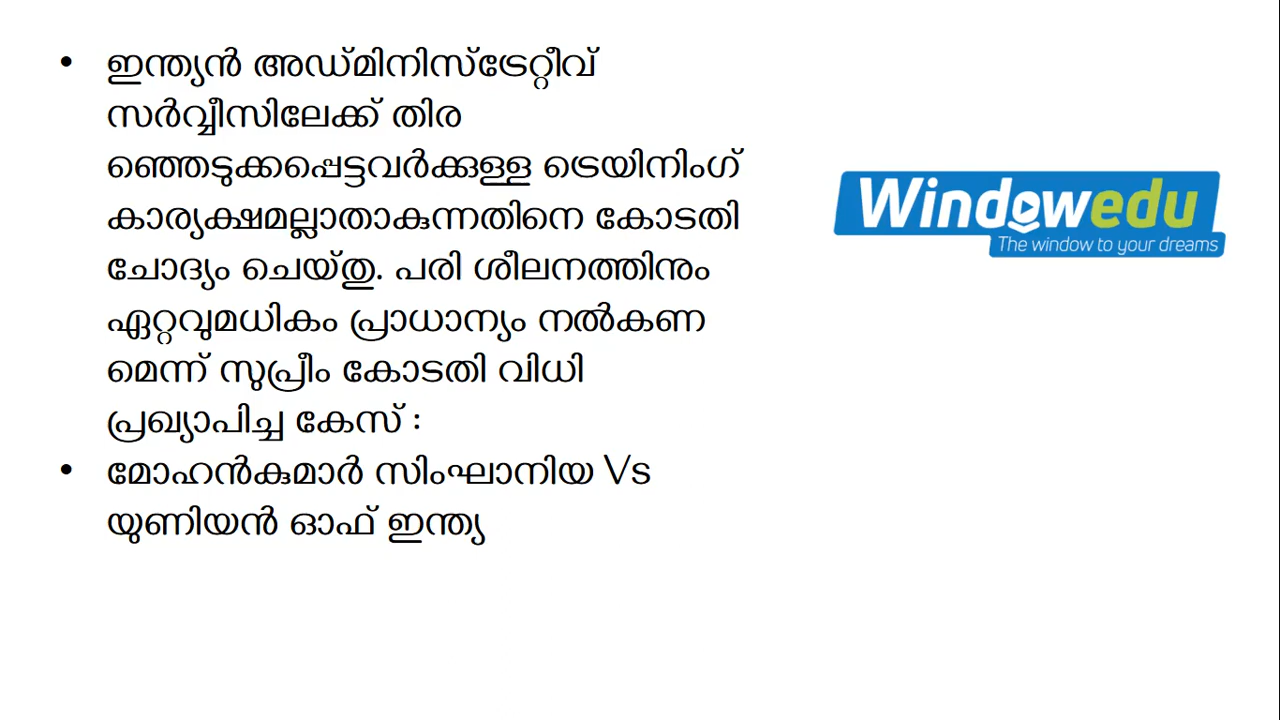 • ഇന്ത്യൻ അഡ്മിനിസ്ട്രേറ്റീവ്
സർവ്വീസിലേക്ക് തിര
ഞ്ഞെടുക്കപ്പെട്ടവർക്കുള്ള ട്രെയിനിംഗ്
കാര്യക്ഷമല്ലാതാകുന്നതിനെ കോടതി
ചോദ്യം ചെയ്തു. പരി ശീലനത്തിനും
ഏറ്റവുമധികം പ്രാധാന്യം നൽകണ
മെന്ന് സുപ്രീം കോടതി വിധി
പ്രഖ്യാപിച്ച കേസ് :
• മോഹൻകുമാർ സിംഘാനിയ Vs
യുണിയൻ ഓഫ് ഇന്ത്യ
Windowedu
The window to your dreams